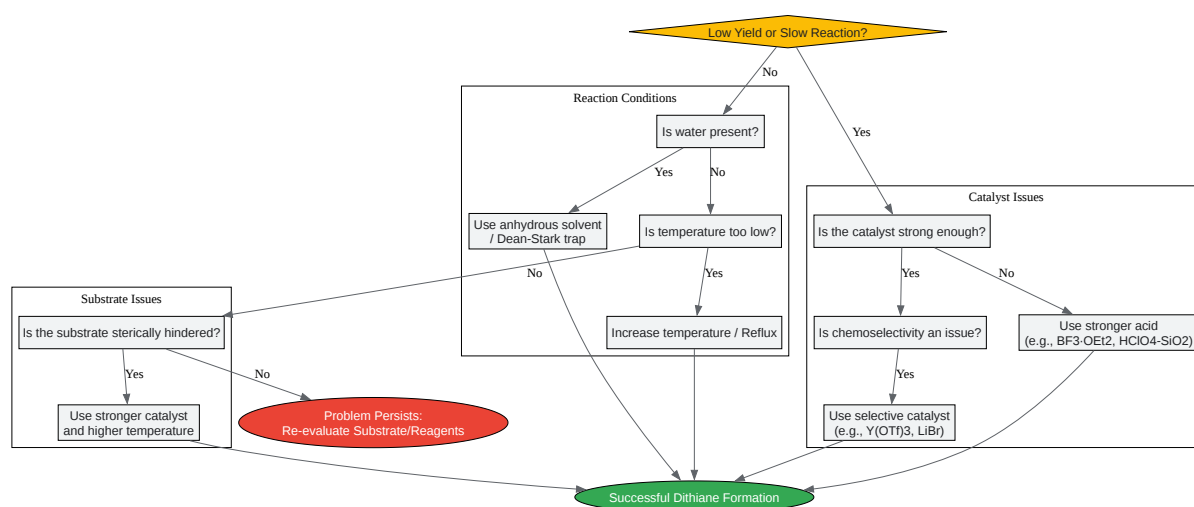 Low Yield or Slow Reaction?
No
Yes
Reaction Conditions
Is water present?
Yes
No
Use anhydrous solvent
/ Dean-Stark trap
Is temperature too low?
No
Yes
Increase temperature / Reflux
Catalyst Issues
Is the catalyst strong enough?
Yes
No
Is chemoselectivity an issue?
Use stronger acid
(e.g., BF3·OEt2, HClO4-SiO2)
Yes
Use selective catalyst
(e.g., Y(OTf)3, LiBr)
Substrate Issues
Is the substrate sterically hindered?
Yes
No
Use stronger catalyst
and higher temperature
Problem Persists:
Re-evaluate Substrate/Reagents
Successful Dithiane Formation